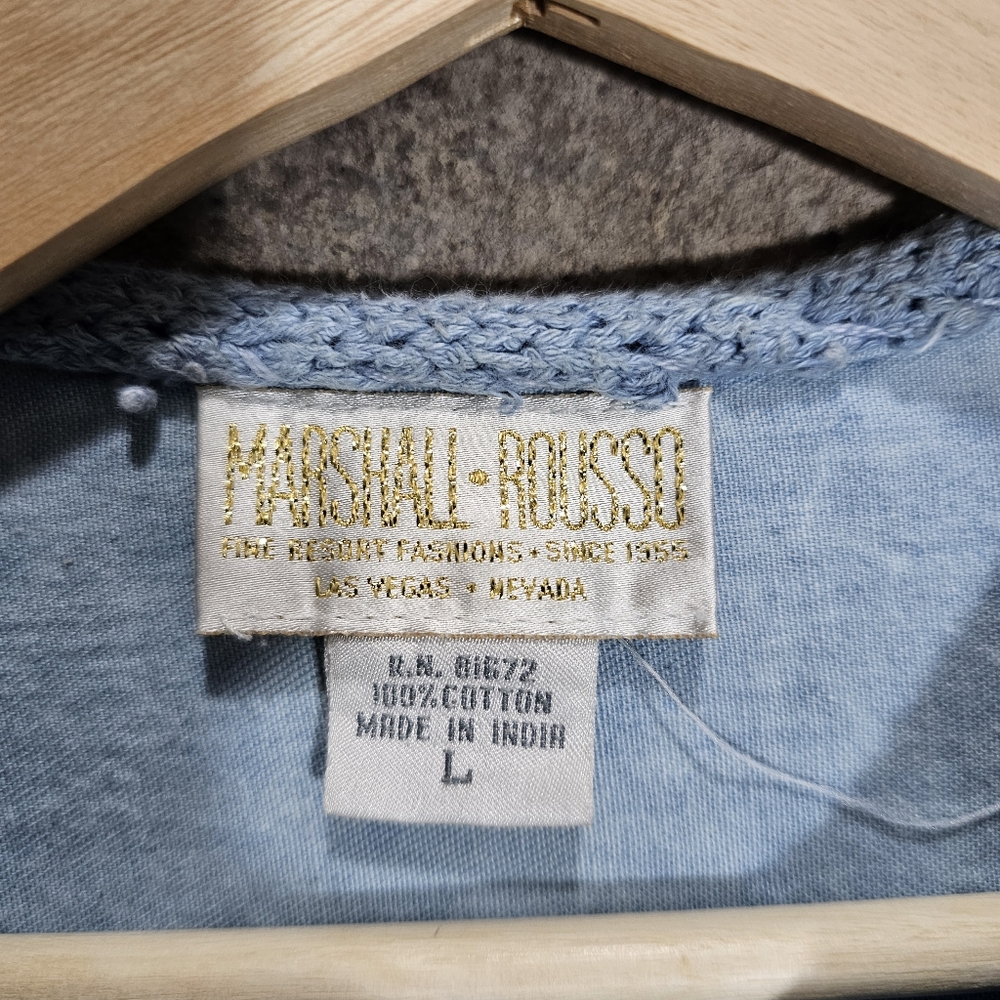 MARSHALL • ROUSSO
FINE RESORT FASHIONS • SINCE 1955
LAS VEGAS • NEVADA
R.N. 81672
100% COTTON
MADE IN INDIA
L